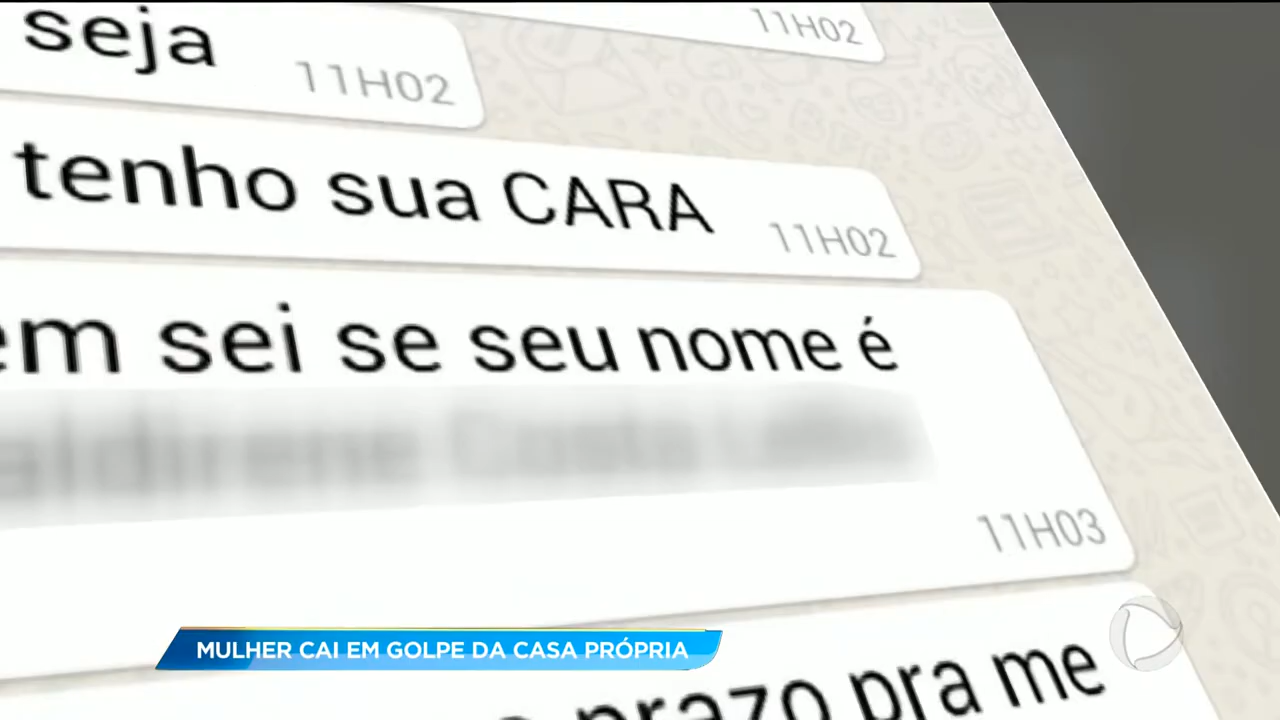 11H02
seja
11H02
tenho sua CARA
11H02
em sei se seu nome é
11H03
prazo pra me
MULHER CAI EM GOLPE DA CASA PRÓPRIA